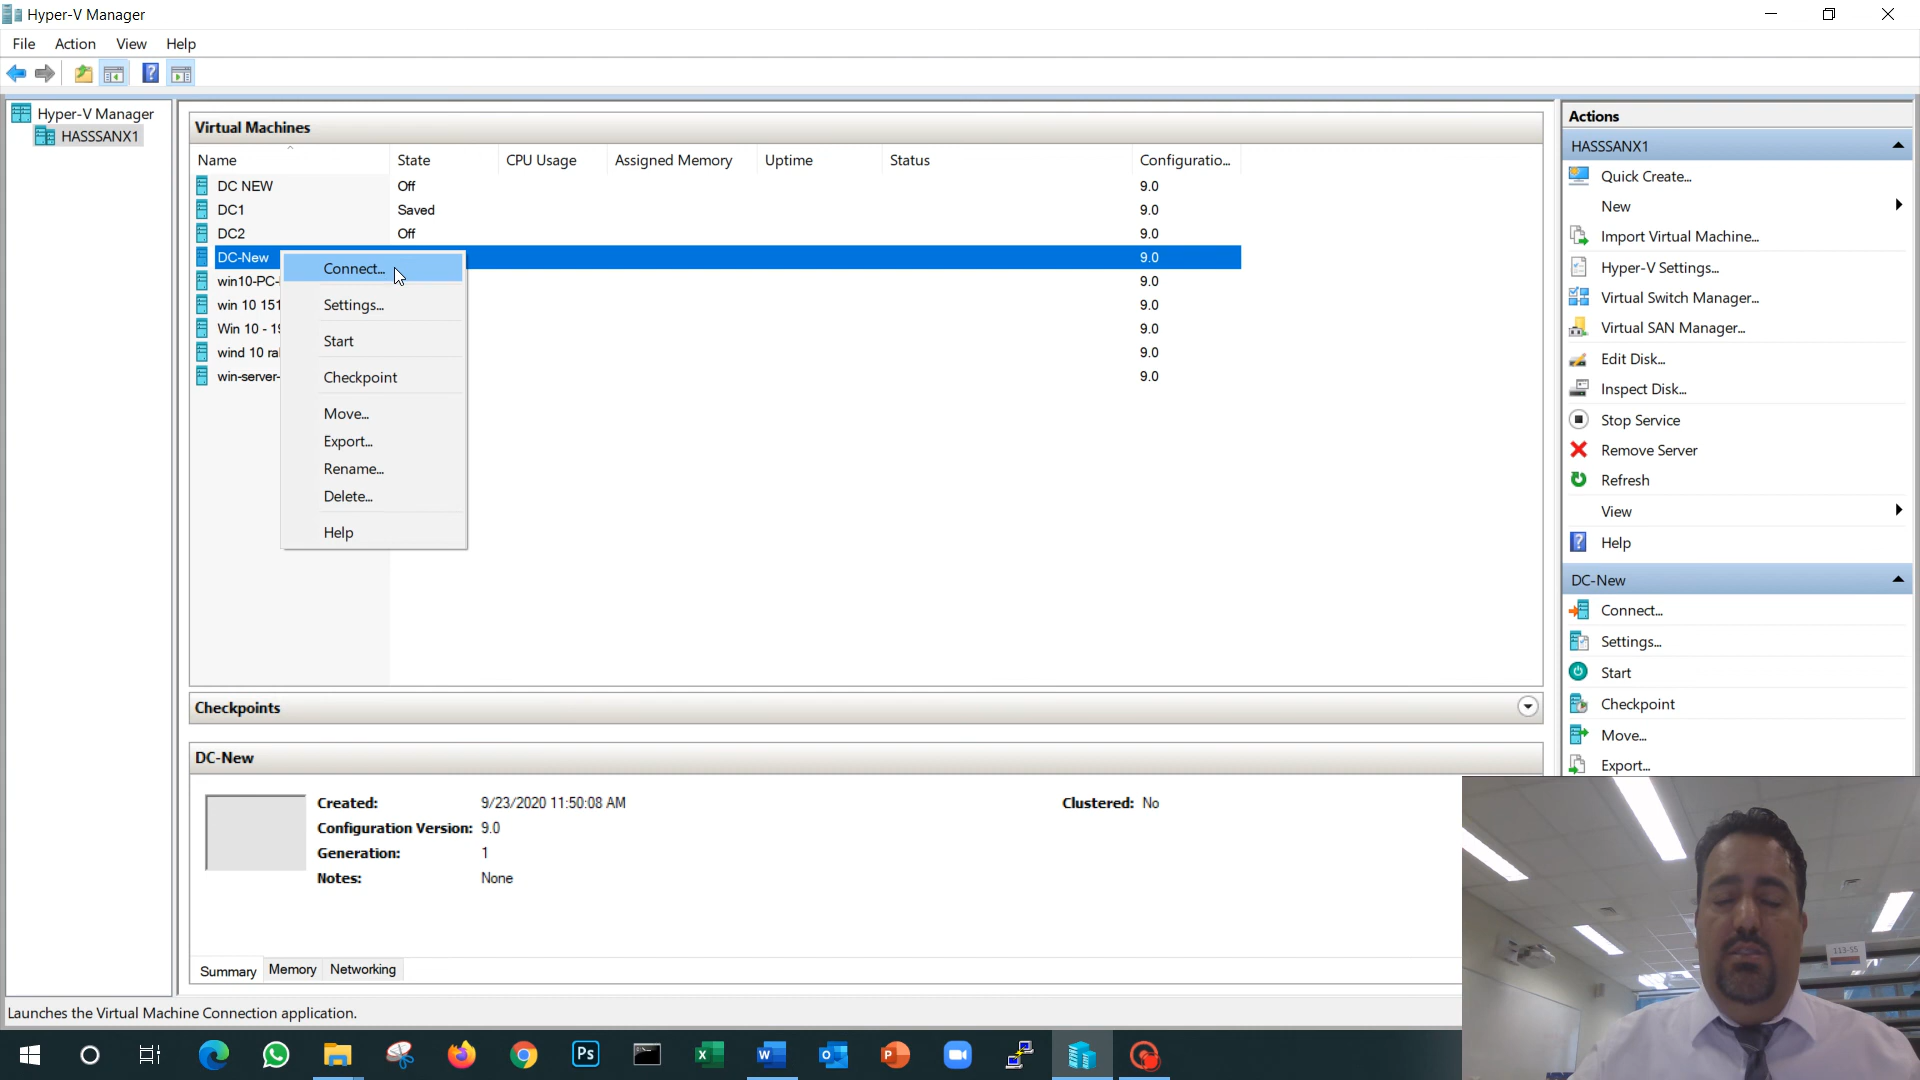 Hyper-V Manager
File Action View Help
Hyper-V Manager
HASSSANX1
Virtual Machines
Name State CPU Usage Assigned Memory Uptime Status Configuratio...
DC NEW Off 9.0
DC1 Saved 9.0
DC2 Off 9.0
DC-New 9.0
win10-PC- 9.0
win 10 151 9.0
Win 10 - 19 9.0
wind 10 ral 9.0
win-server- 9.0
Connect...
Settings...
Start
Checkpoint
Move...
Export...
Rename...
Delete...
Help
Checkpoints
DC-New
Created: 9/23/2020 11:50:08 AM Clustered: No
Configuration Version: 9.0
Generation: 1
Notes: None
Summary Memory Networking
Actions
HASSSANX1
Quick Create...
New
Import Virtual Machine...
Hyper-V Settings...
Virtual Switch Manager...
Virtual SAN Manager...
Edit Disk...
Inspect Disk...
Stop Service
Remove Server
Refresh
View
Help
DC-New
Connect...
Settings...
Start
Checkpoint
Move...
Export...
113-55
Launches the Virtual Machine Connection application.
Ps